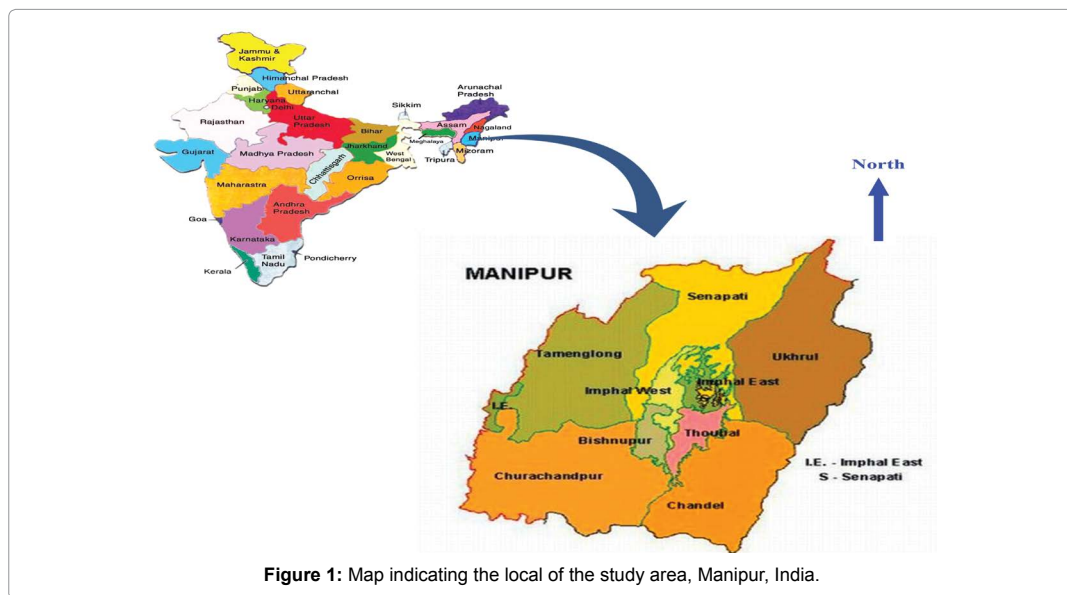 Jammu &
Kashmir
Himanchal Pradesh
Punjab
Uttaranchal
Haryana
Delhi
Arunachal
Pradesh
Sikkim
Rajasthan
Uttar
Pradesh
Assam
Nagaland
Bihar
Meghalaya
Manipur
Gujarat
Madhya Pradesh
Jharkhand
West
Bengal
Tripura
Mizoram
Chhattisgarh
Maharastra
Orrisa
Andhra
Pradesh
Goa
Karnataka
Tamil
Nadu
Pondicherry
Kerala
North
MANIPUR
Senapati
Tamenglong
Ukhrul
Imphal West
Imphal East
S
I.E.
Bishnupur
Thoubal
Churachandpur
Chandel
I.E. - Imphal East
S - Senapati
Figure 1: Map indicating the local of the study area, Manipur, India.